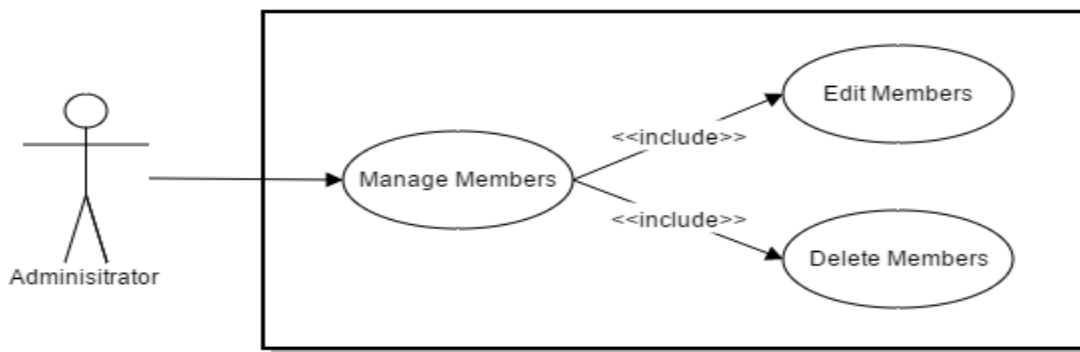 Edit Members
<<include>>
Manage Members
<<include>>
Delete Members
Adminisitrator